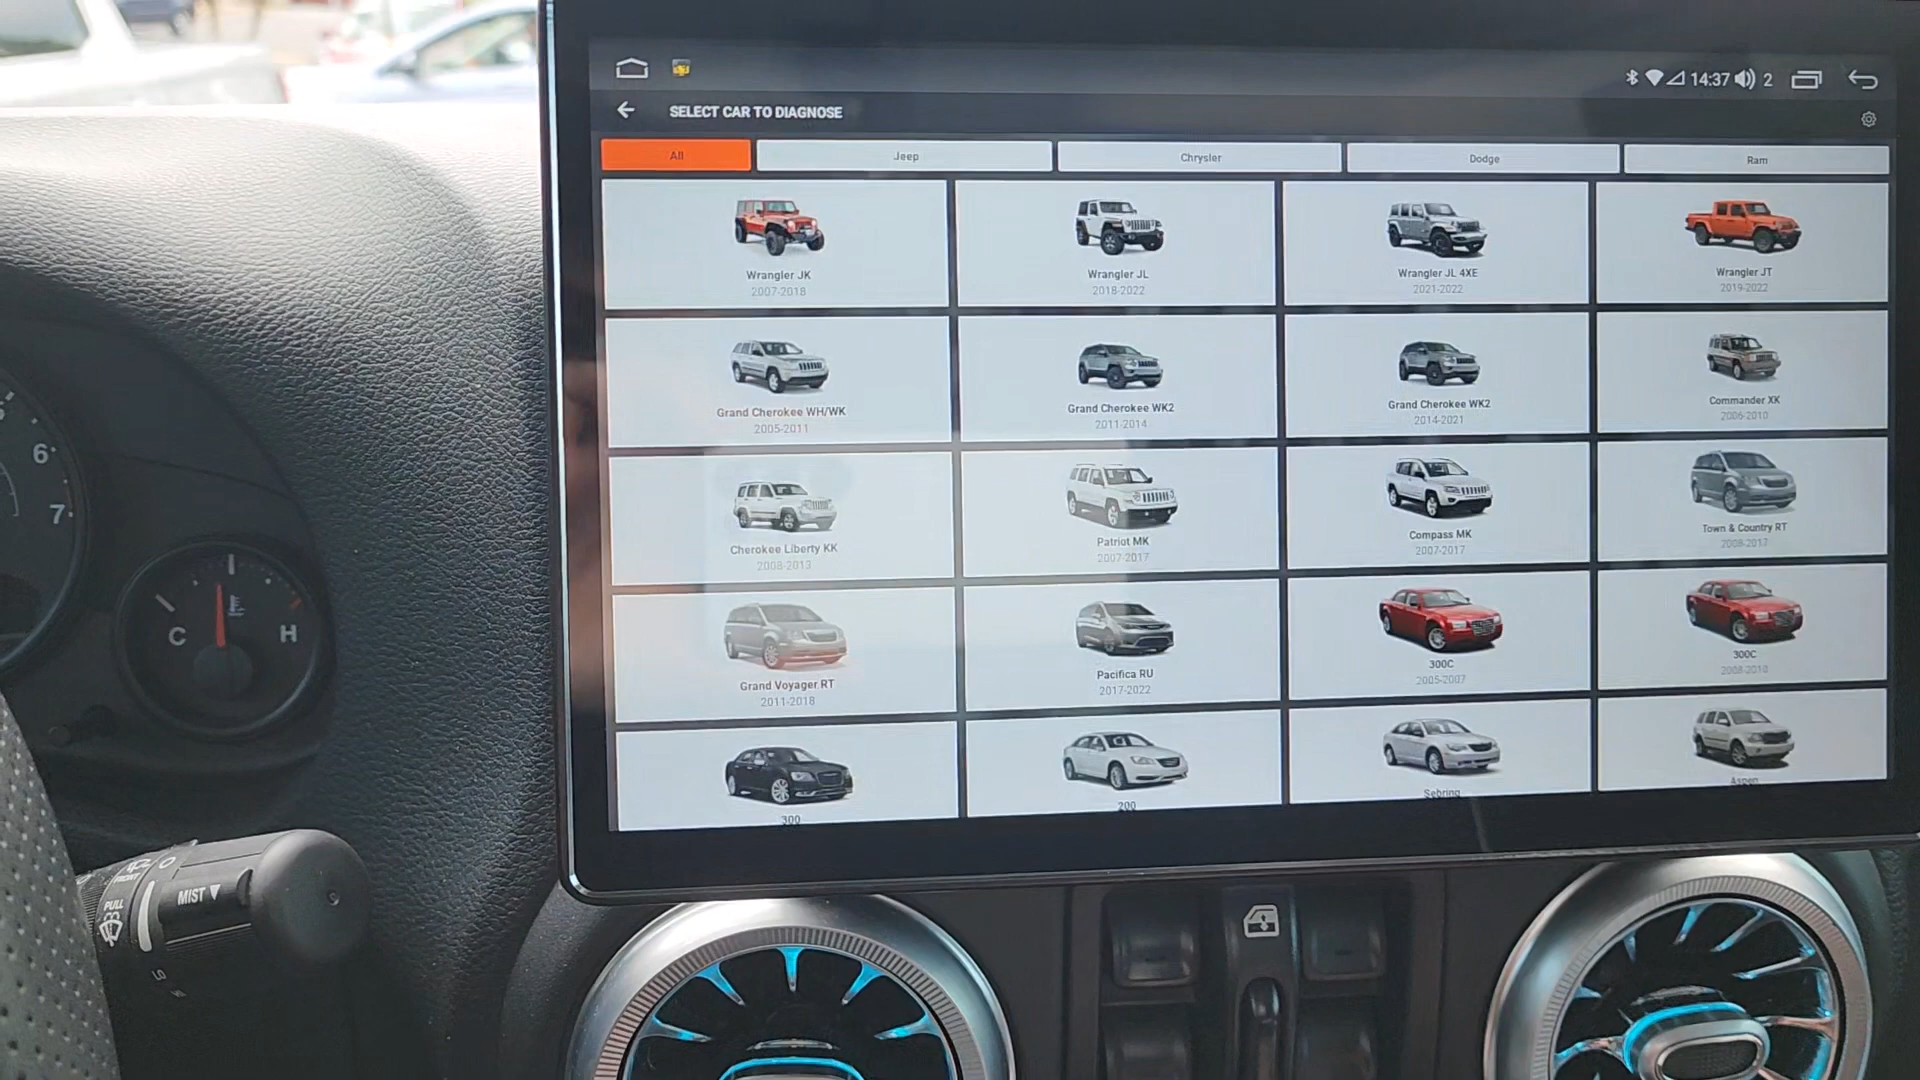 14:37 2
SELECT CAR TO DIAGNOSE
All Jeep Chrysler Dodge Ram
Wrangler JK
2007-2018
Wrangler JL
2018-2022
Wrangler JL 4XE
2021-2022
Wrangler JT
2019-2022
Grand Cherokee WH/WK
2005-2011
Grand Cherokee WK2
2011-2014
Grand Cherokee WK2
2014-2021
Commander XK
2006-2010
Cherokee Liberty KK
2008-2013
Patriot MK
2007-2017
Compass MK
2007-2017
Town & Country RT
2008-2017
Grand Voyager RT
2011-2018
Pacifica RU
2017-2022
300C
2005-2007
300C
2008-2010
300
200
Sebring
Aspen
6
7
C H
MIST
FRONT
PULL